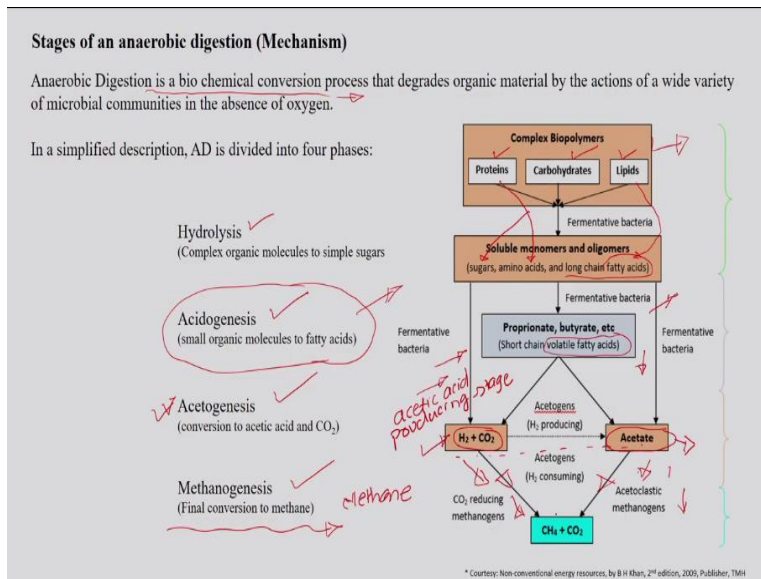 Stages of an anaerobic digestion (Mechanism)
Anaerobic Digestion is a bio chemical conversion process that degrades organic material by the actions of a wide variety
of microbial communities in the absence of oxygen.
In a simplified description, AD is divided into four phases:
Hydrolysis
(Complex organic molecules to simple sugars
Acidogenesis
(small organic molecules to fatty acids)
Acetogenesis
(conversion to acetic acid and CO₂)
Methanogenesis
(Final conversion to methane)
Methane
Complex Biopolymers
Proteins
Carbohydrates
Lipids
Fermentative bacteria
Soluble monomers and oligomers
(sugars, amino acids, and long chain fatty acids)
Fermentative bacteria
Proprionate, butyrate, etc
(Short chain volatile fatty acids)
Fermentative
bacteria
Fermentative
bacteria
acetic acid
producing stage
Acetogens
(H₂ producing)
H₂ + CO₂
Acetate
Acetogens
(H₂ consuming)
CO₂ reducing
methanogens
Acetoclastic
methanogens
CH₄ + CO₂
* Courtesy: Non-conventional energy resources, by B H Khan, 2nd edition, 2009, Publisher, TMH